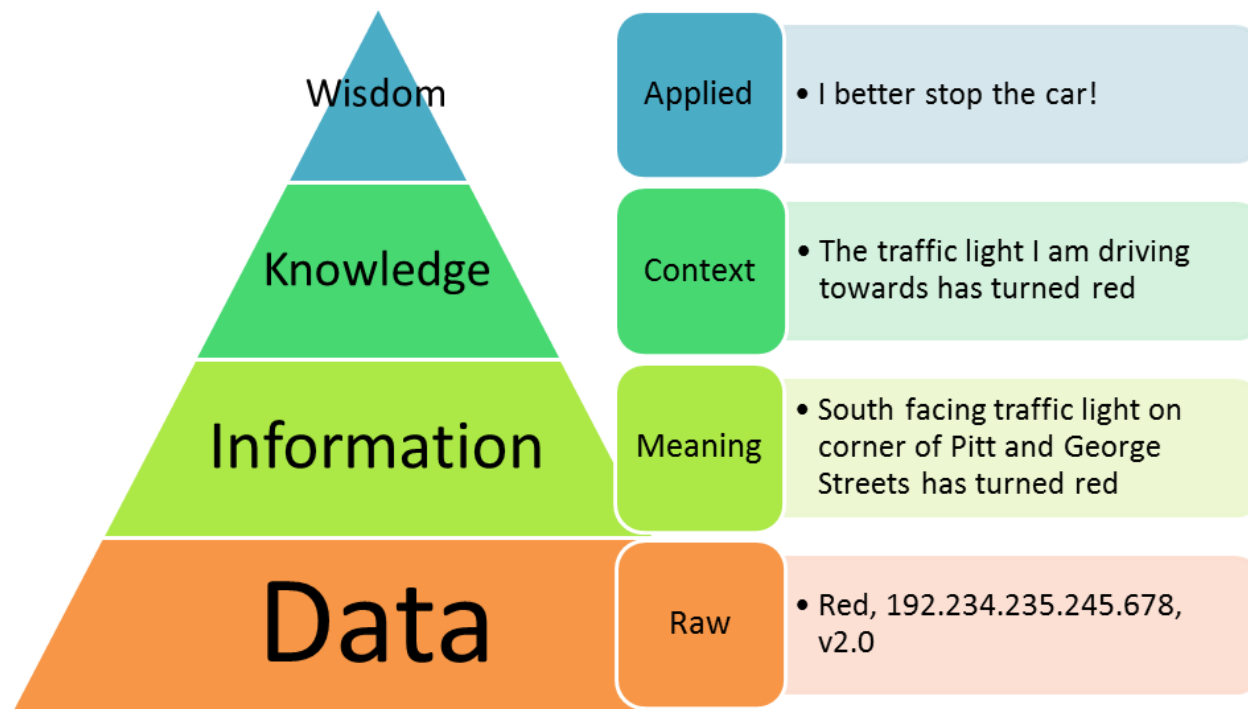 Wisdom
Applied
• I better stop the car!
Knowledge
Context
• The traffic light I am driving
towards has turned red
Information
Meaning
• South facing traffic light on
corner of Pitt and George
Streets has turned red
Data
Raw
• Red, 192.234.235.245.678,
v2.0